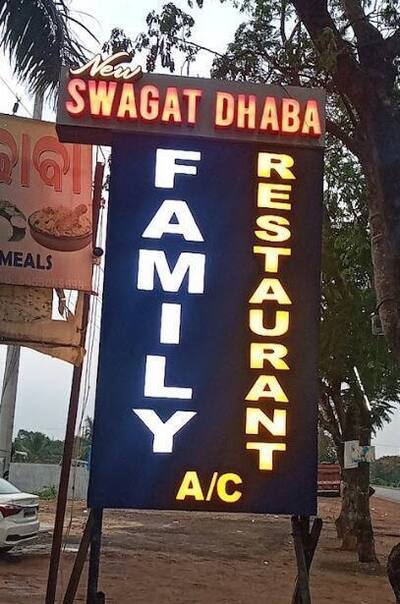 New
SWAGAT DHABA
FAMILY
RESTAURANT
A/C
MEALS